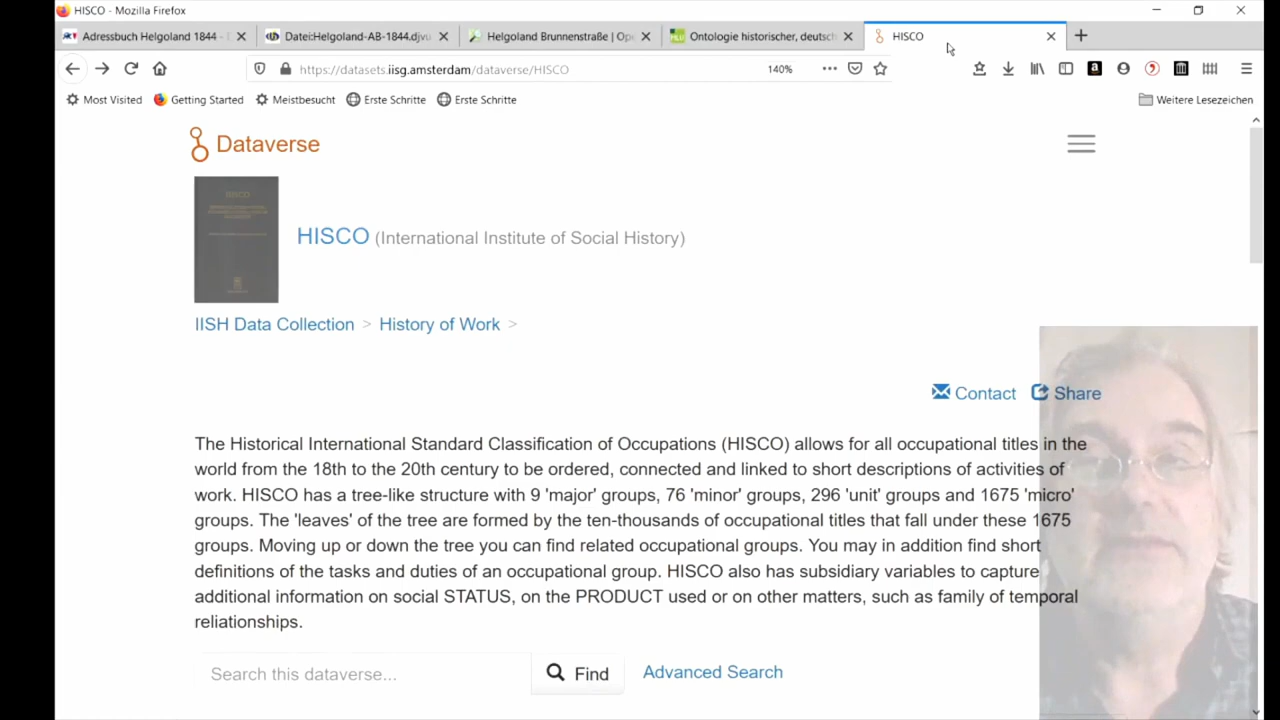 HISCO - Mozilla Firefox
Adressbuch Helgoland 1844 -
Datei:Helgoland-AB-1844.djvu
Helgoland Brunnenstraße | Ope
Ontologie historischer, deutsch
HISCO
https://datasets.iisg.amsterdam/dataverse/HISCO
140%
Most Visited
Getting Started
Meistbesucht
Erste Schritte
Erste Schritte
Weitere Lesezeichen
Dataverse
HISCO
HISCO (International Institute of Social History)
IISH Data Collection > History of Work >
Contact
Share
The Historical International Standard Classification of Occupations (HISCO) allows for all occupational titles in the
world from the 18th to the 20th century to be ordered, connected and linked to short descriptions of activities of
work. HISCO has a tree-like structure with 9 'major' groups, 76 'minor' groups, 296 'unit' groups and 1675 'micro'
groups. The 'leaves' of the tree are formed by the ten-thousands of occupational titles that fall under these 1675
groups. Moving up or down the tree you can find related occupational groups. You may in addition find short
definitions of the tasks and duties of an occupational group. HISCO also has subsidiary variables to capture
additional information on social STATUS, on the PRODUCT used or on other matters, such as family of temporal
relationships.
Search this dataverse...
Find
Advanced Search